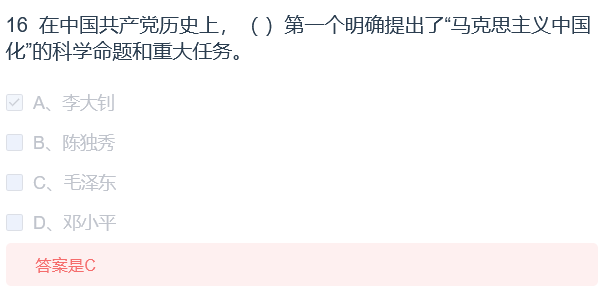 16 在中国共产党历史上，（ ）第一个明确提出了“马克思主义中国
化”的科学命题和重大任务。
A、李大钊
B、陈独秀
C、毛泽东
D、邓小平
答案是C